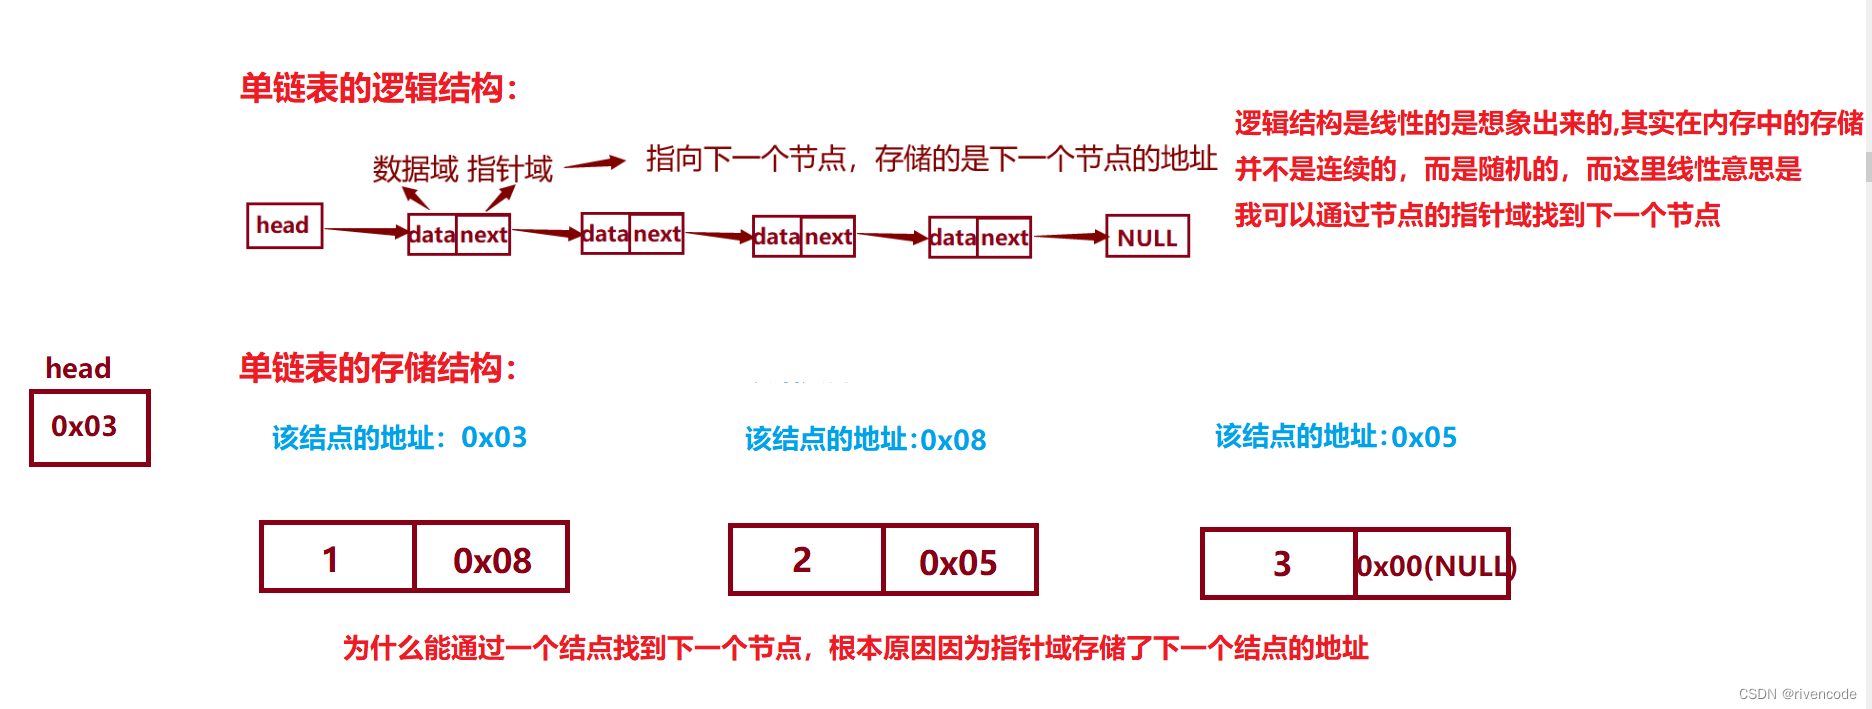 单链表的逻辑结构：
逻辑结构是线性的是想象出来的,其实在内存中的存储
并不是连续的，而是随机的，而这里线性意思是
我可以通过节点的指针域找到下一个节点
数据域 指针域
指向下一个节点，存储的是下一个节点的地址
head
data next
data next
data next
data next
NULL
head
0x03
单链表的存储结构：
该结点的地址：0x03
该结点的地址：0x08
该结点的地址：0x05
1 0x08
2 0x05
3 0x00(NULL)
为什么能通过一个结点找到下一个节点，根本原因因为指针域存储了下一个结点的地址
CSDN @rivencode